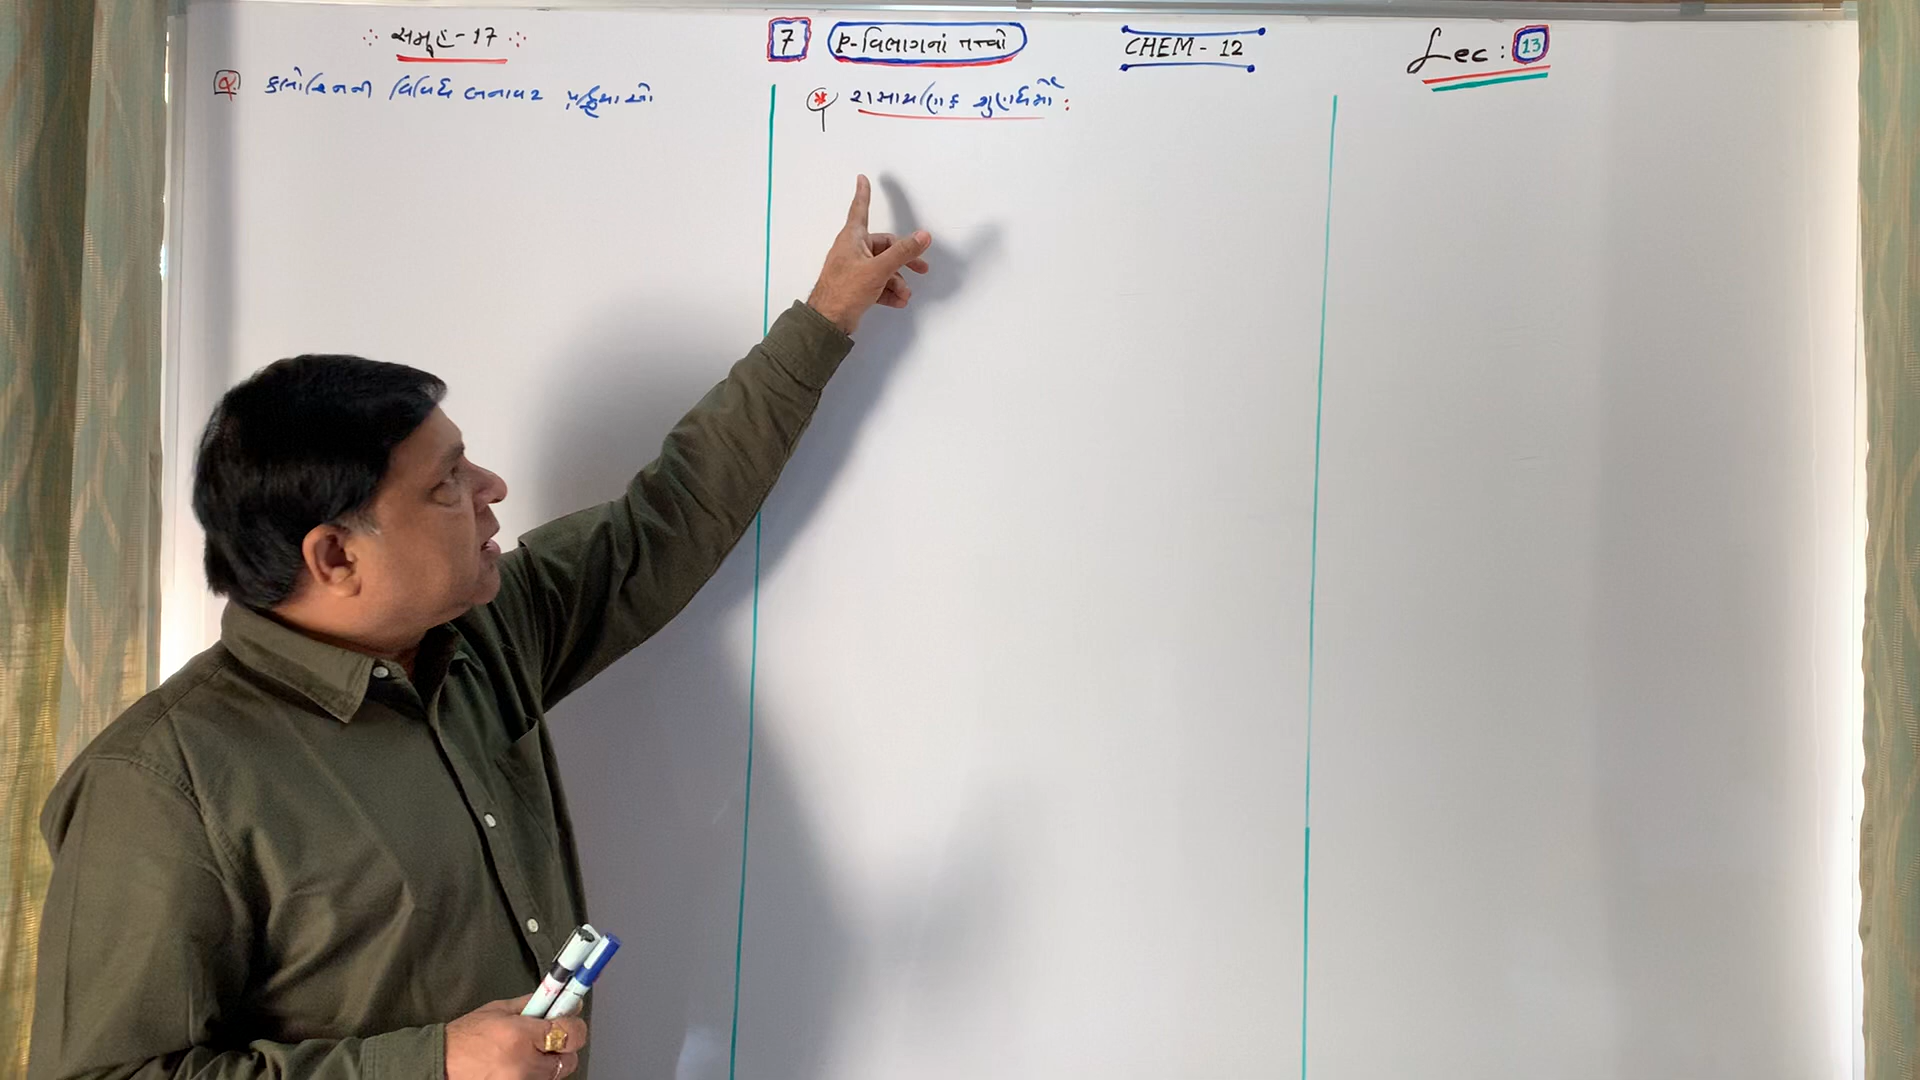 સમૂહ-17
7 P-વિભાગનાં તત્ત્વો
CHEM - 12
Lec : 13
Q ક્લોરિનની વિવિધ બનાવટ પ્રક્રિયાઓ
* રાસાયણિક ગુણધર્મો :